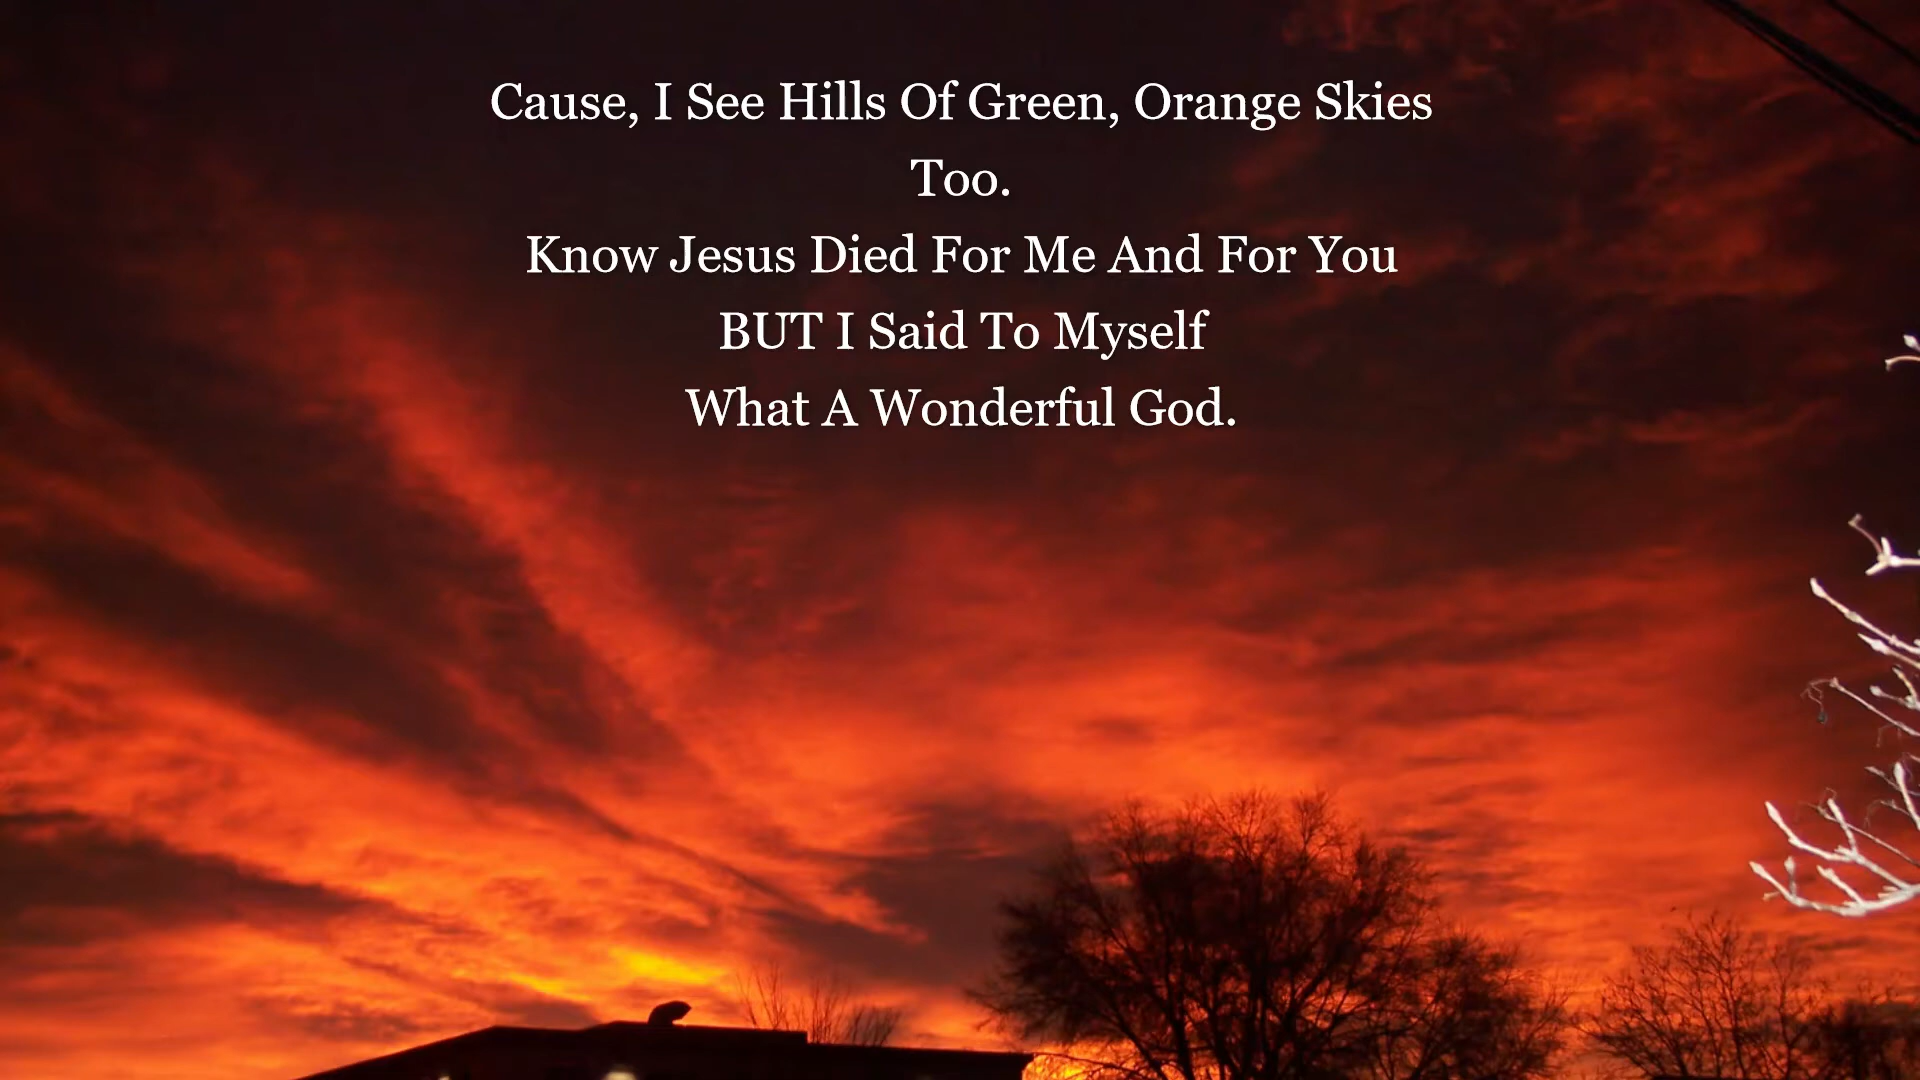 Cause, I See Hills Of Green, Orange Skies
Too.
Know Jesus Died For Me And For You
BUT I Said To Myself
What A Wonderful God.